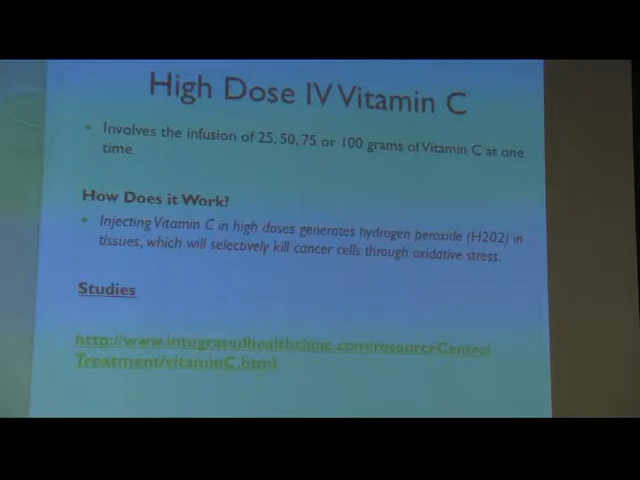 High Dose IV Vitamin C
Involves the infusion of 25, 50, 75 or 100 grams of Vitamin C at one
time.
How Does it Work?
Injecting Vitamin C in high doses generates hydrogen peroxide (H202) in
tissues, which will selectively kill cancer cells through oxidative stress.
Studies
http://www.integratedhealthclinic.com/resourceCentre/
Treatment/vitaminC.html